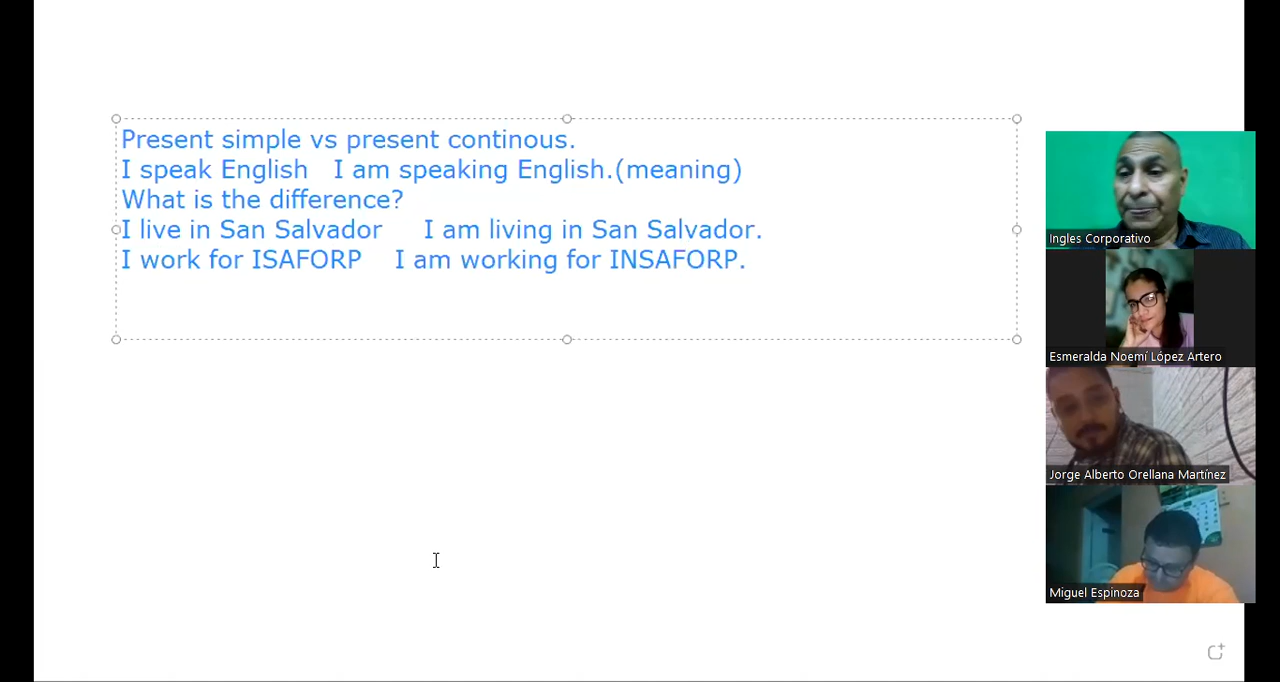 Present simple vs present continous.
I speak English I am speaking English.(meaning)
What is the difference?
I live in San Salvador I am living in San Salvador.
I work for ISAFORP I am working for INSAFORP.
Ingles Corporativo
Esmeralda Noemí López Artero
Jorge Alberto Orellana Martínez
Miguel Espinoza